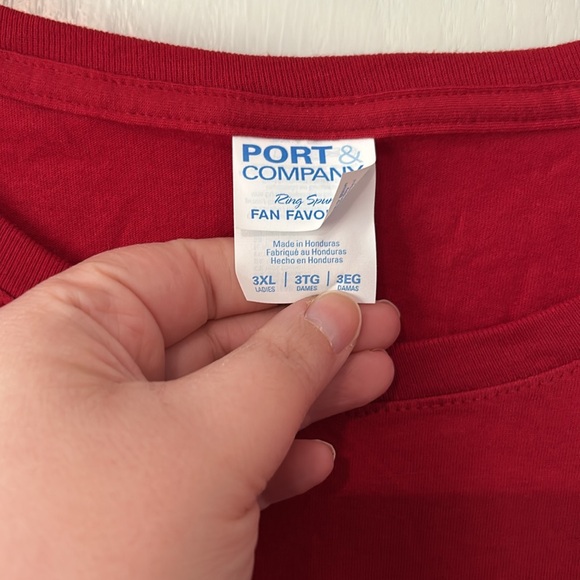 PORT &
COMPANY
Ring Spun
FAN FAVO
Made in Honduras
Fabriqué au Honduras
Hecho en Honduras
3XL | 3TG | 3EG
LADIES DAMES DAMAS